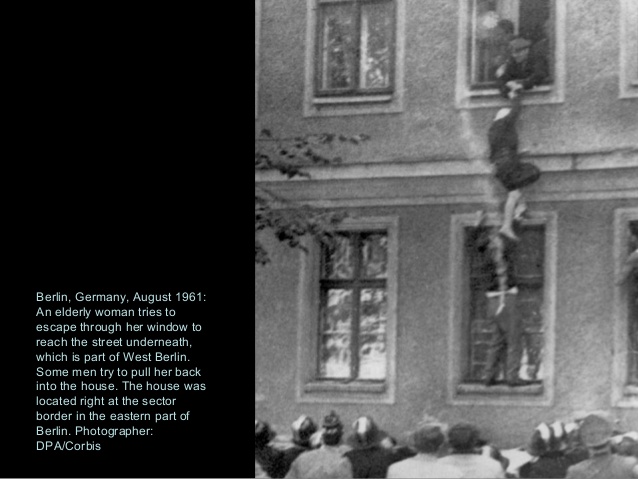 Berlin, Germany, August 1961:
An elderly woman tries to
escape through her window to
reach the street underneath,
which is part of West Berlin.
Some men try to pull her back
into the house. The house was
located right at the sector
border in the eastern part of
Berlin. Photographer:
DPA/Corbis